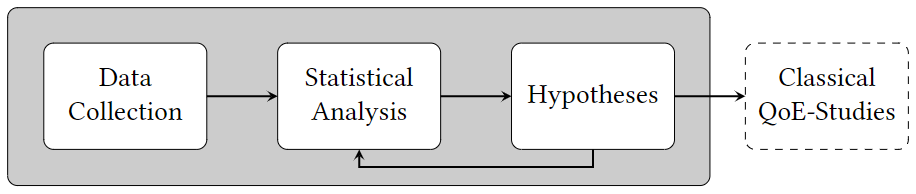 Data
Collection
Statistical
Analysis
Hypotheses
Classical
QoE-Studies